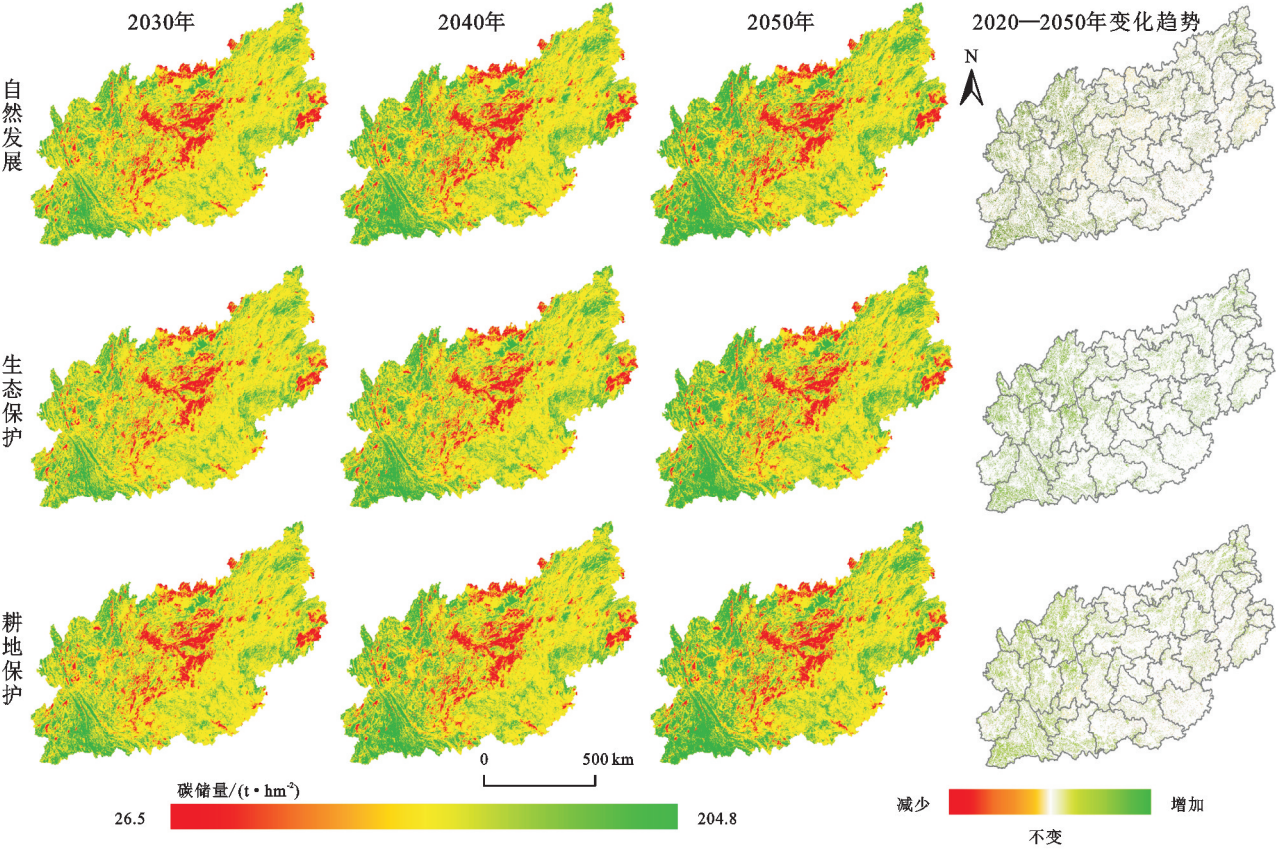 2030年
2040年
2050年
2020—2050年变化趋势
N
自然发展
生态保护
耕地保护
0
500 km
碳储量/(t·hm⁻²)
26.5
204.8
减少
不变
增加